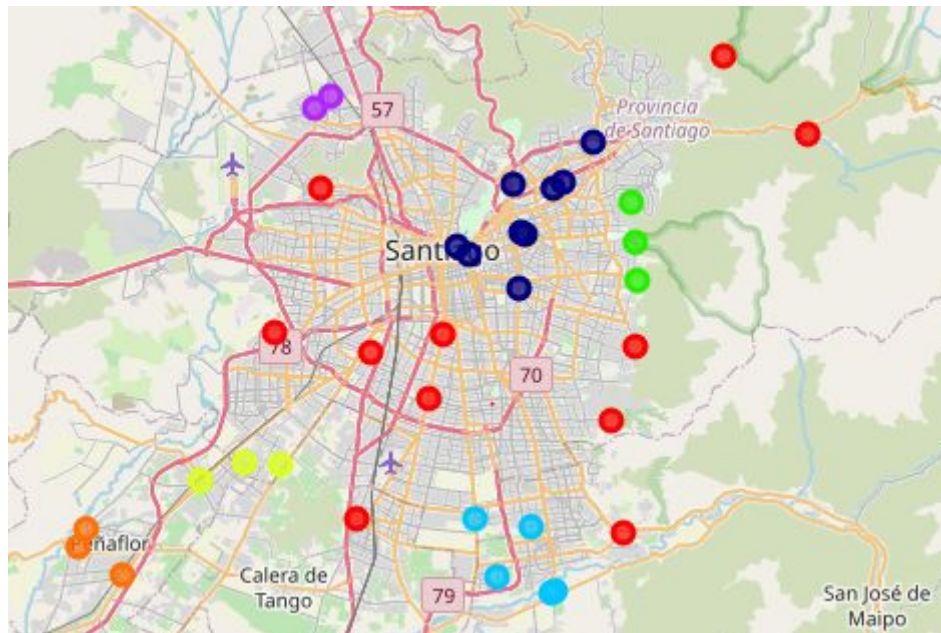 57
Provincia
de Santiago
Santiago
78
70
Peñaflor
Calera de
Tango
79
San José de
Maipo